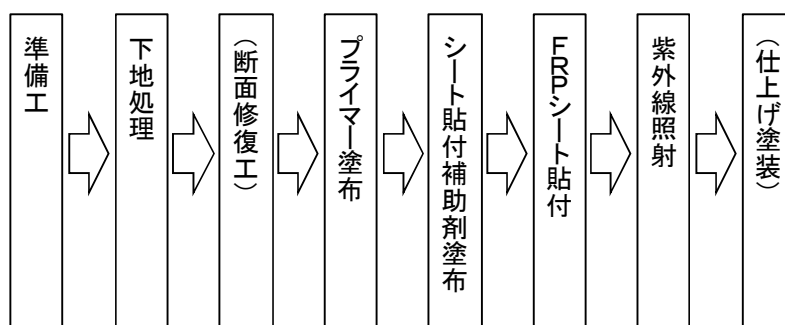 準備工
下地処理
（断面修復工）
プライマー塗布
シート貼付補助剤塗布
ＦＲＰシート貼付
紫外線照射
（仕上げ塗装）